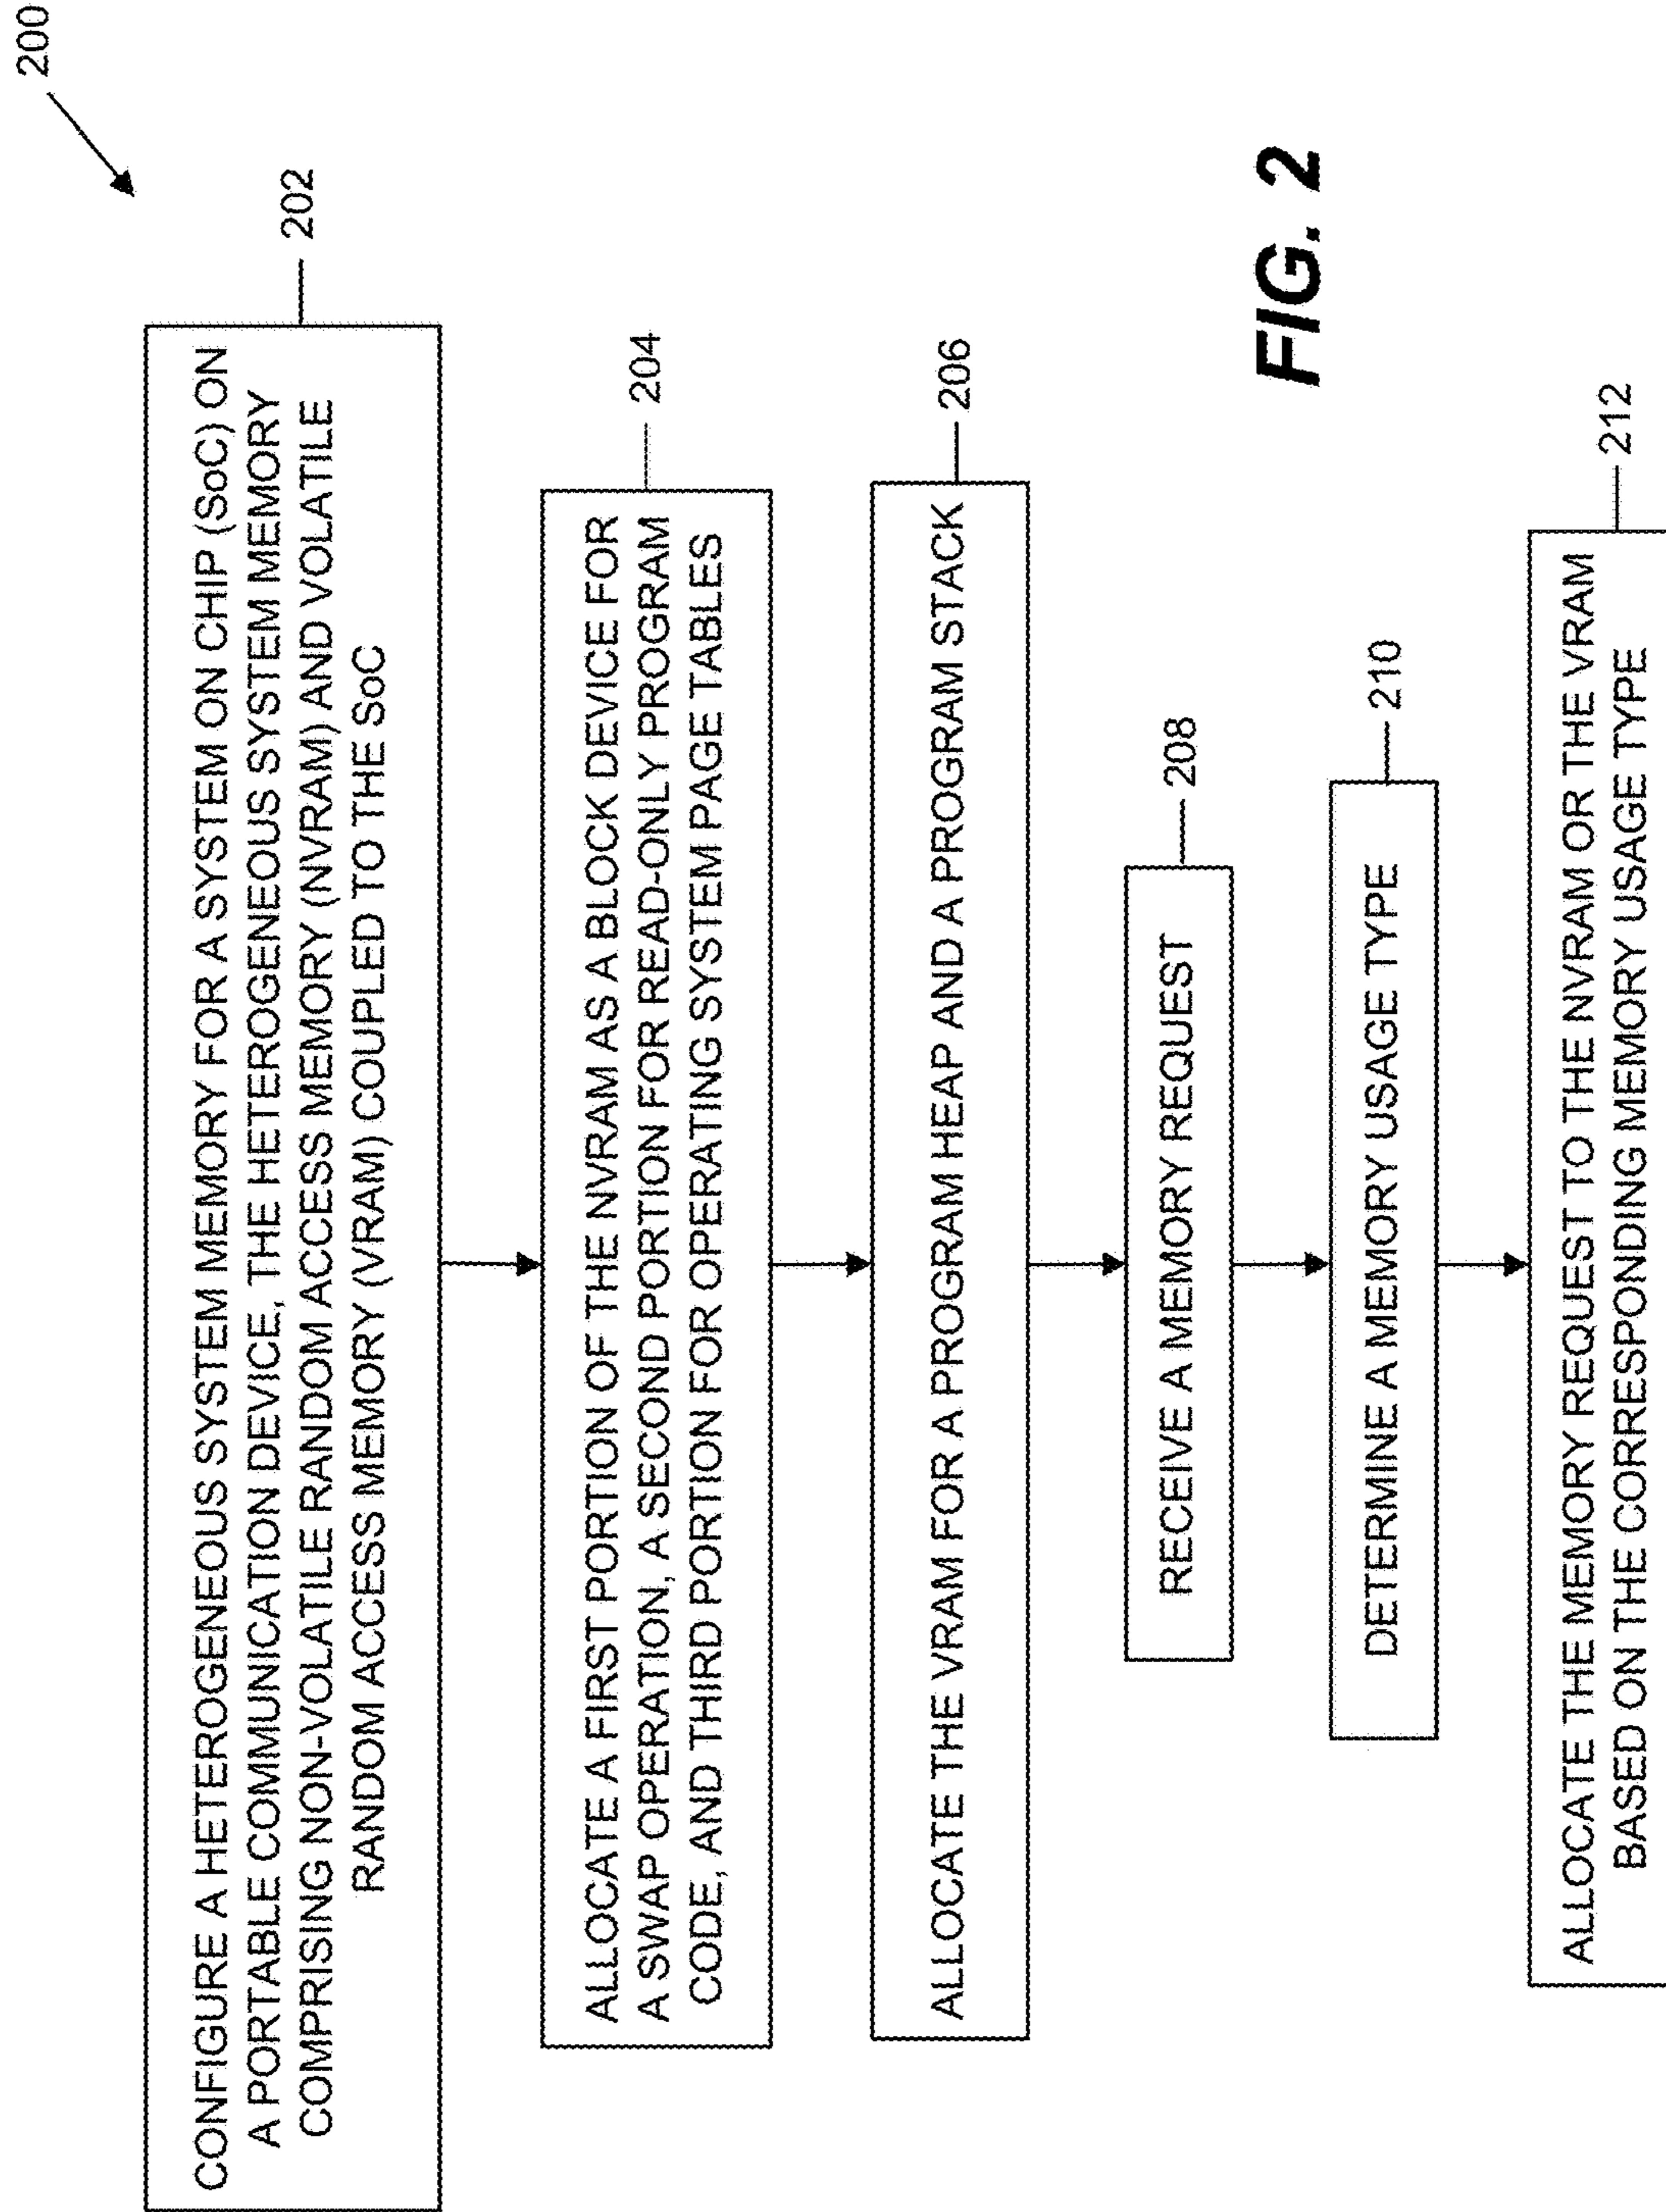 200
CONFIGURE A HETEROGENEOUS SYSTEM MEMORY FOR A SYSTEM ON CHIP (SoC) ON
A PORTABLE COMMUNICATION DEVICE, THE HETEROGENEOUS SYSTEM MEMORY
COMPRISING NON-VOLATILE RANDOM ACCESS MEMORY (NVRAM) AND VOLATILE
RANDOM ACCESS MEMORY (VRAM) COUPLED TO THE SoC
202
ALLOCATE A FIRST PORTION OF THE NVRAM AS A BLOCK DEVICE FOR
A SWAP OPERATION, A SECOND PORTION FOR READ-ONLY PROGRAM
CODE, AND THIRD PORTION FOR OPERATING SYSTEM PAGE TABLES
204
ALLOCATE THE VRAM FOR A PROGRAM HEAP AND A PROGRAM STACK
206
RECEIVE A MEMORY REQUEST
208
DETERMINE A MEMORY USAGE TYPE
210
ALLOCATE THE MEMORY REQUEST TO THE NVRAM OR THE VRAM
BASED ON THE CORRESPONDING MEMORY USAGE TYPE
212
FIG. 2